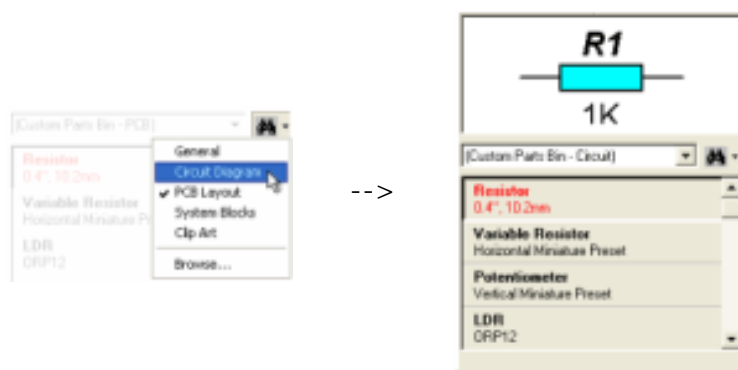 (Custom Parts Bin - PCB)
Resistor
0.4", 10.2mm
Variable Resistor
Horizontal Miniature P
LDR
ORP12
General
Circuit Diagram
PCB Layout
System Blocks
Clip Art
Browse...
-->
R1
1K
(Custom Parts Bin - Circuit)
Resistor
0.4", 10.2mm
Variable Resistor
Horizontal Miniature Preset
Potentiometer
Vertical Miniature Preset
LDR
ORP12